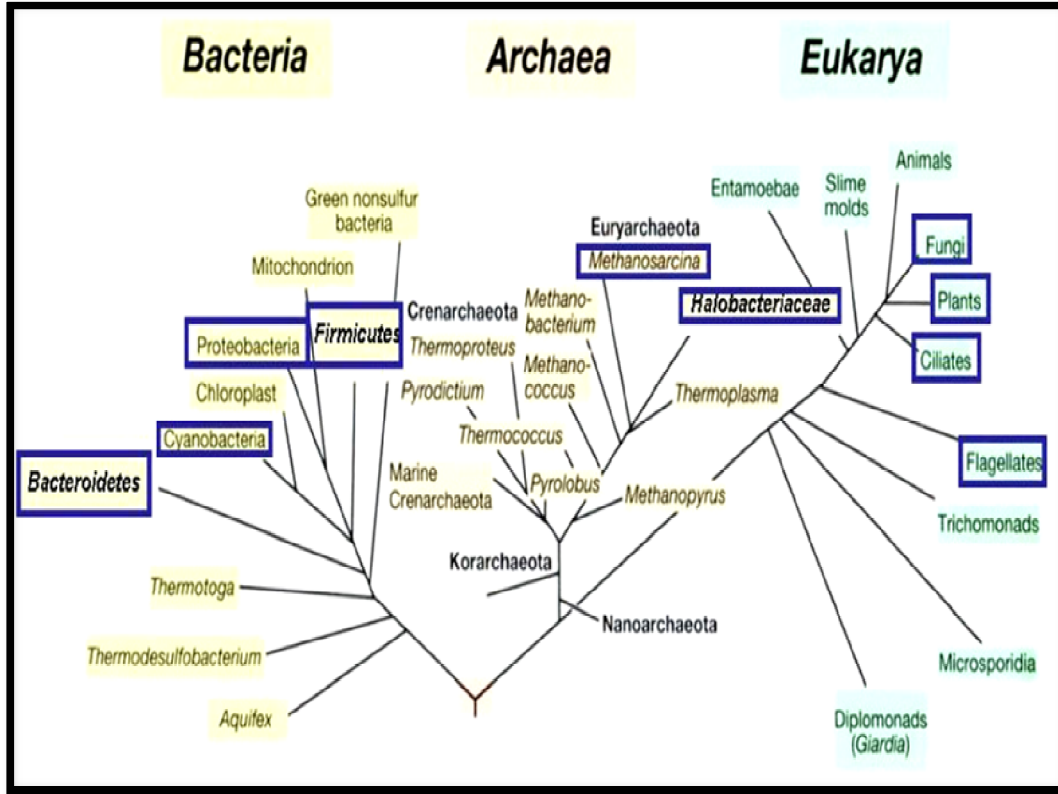 Bacteria
Archaea
Eukarya
Green nonsulfur
bacteria
Mitochondrion
Proteobacteria
Firmicutes
Chloroplast
Cyanobacteria
Bacteroidetes
Thermotoga
Thermodesulfobacterium
Aquifex
Crenarchaeota
Thermoproteus
Pyrodictium
Thermococcus
Marine
Crenarchaeota
Pyrolobus
Euryarchaeota
Methanosarcina
Methano-
bacterium
Methano-
coccus
Halobacteriaceae
Thermoplasma
Methanopyrus
Korarchaeota
Nanoarchaeota
Entamoebae
Slime
molds
Animals
Fungi
Plants
Ciliates
Flagellates
Trichomonads
Microsporidia
Diplomonads
(Giardia)